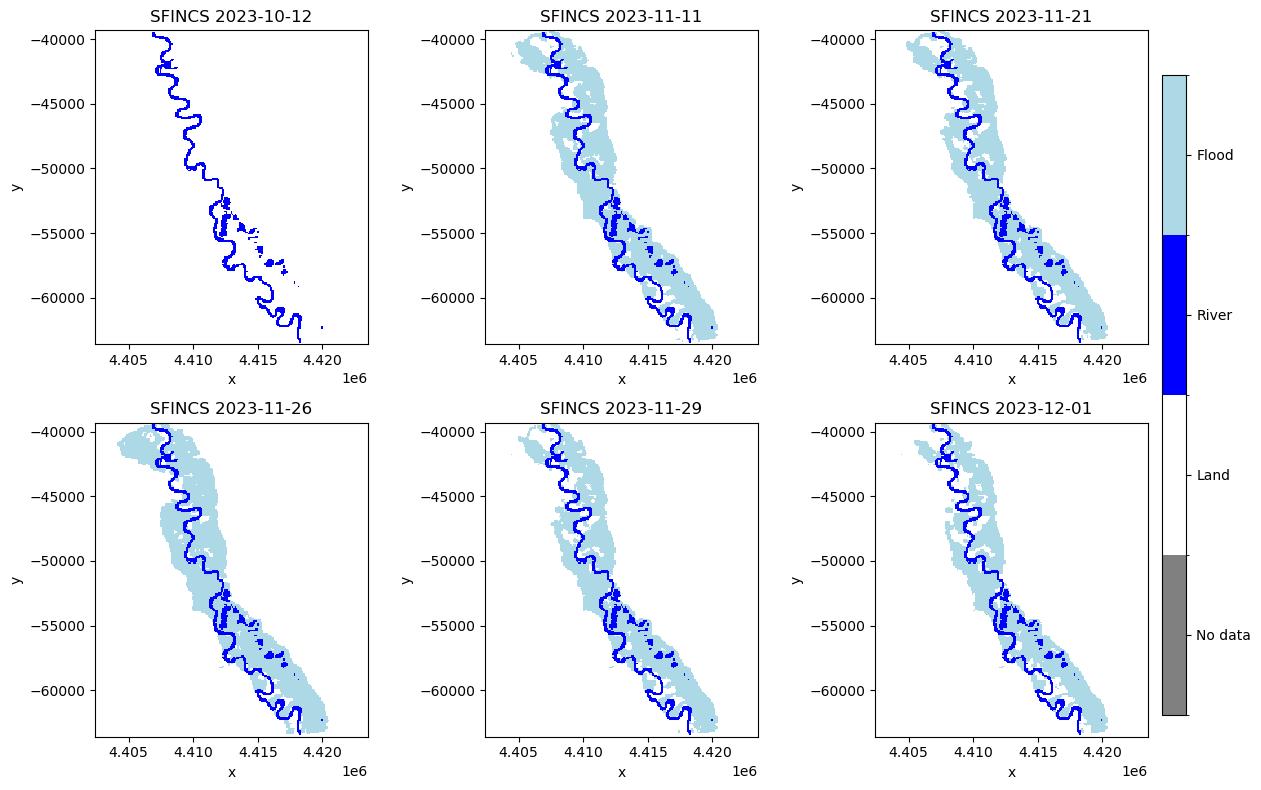 SFINCS 2023-10-12
SFINCS 2023-11-11
SFINCS 2023-11-21
−40000
−45000
−50000
−55000
−60000
y
4.405 4.410 4.415 4.420
1e6
x
−40000
−45000
−50000
−55000
−60000
y
4.405 4.410 4.415 4.420
1e6
x
−40000
−45000
−50000
−55000
−60000
y
4.405 4.410 4.415 4.420
1e6
x
SFINCS 2023-11-26
SFINCS 2023-11-29
SFINCS 2023-12-01
−40000
−45000
−50000
−55000
−60000
y
4.405 4.410 4.415 4.420
1e6
x
−40000
−45000
−50000
−55000
−60000
y
4.405 4.410 4.415 4.420
1e6
x
−40000
−45000
−50000
−55000
−60000
y
4.405 4.410 4.415 4.420
1e6
x
Flood
River
Land
No data